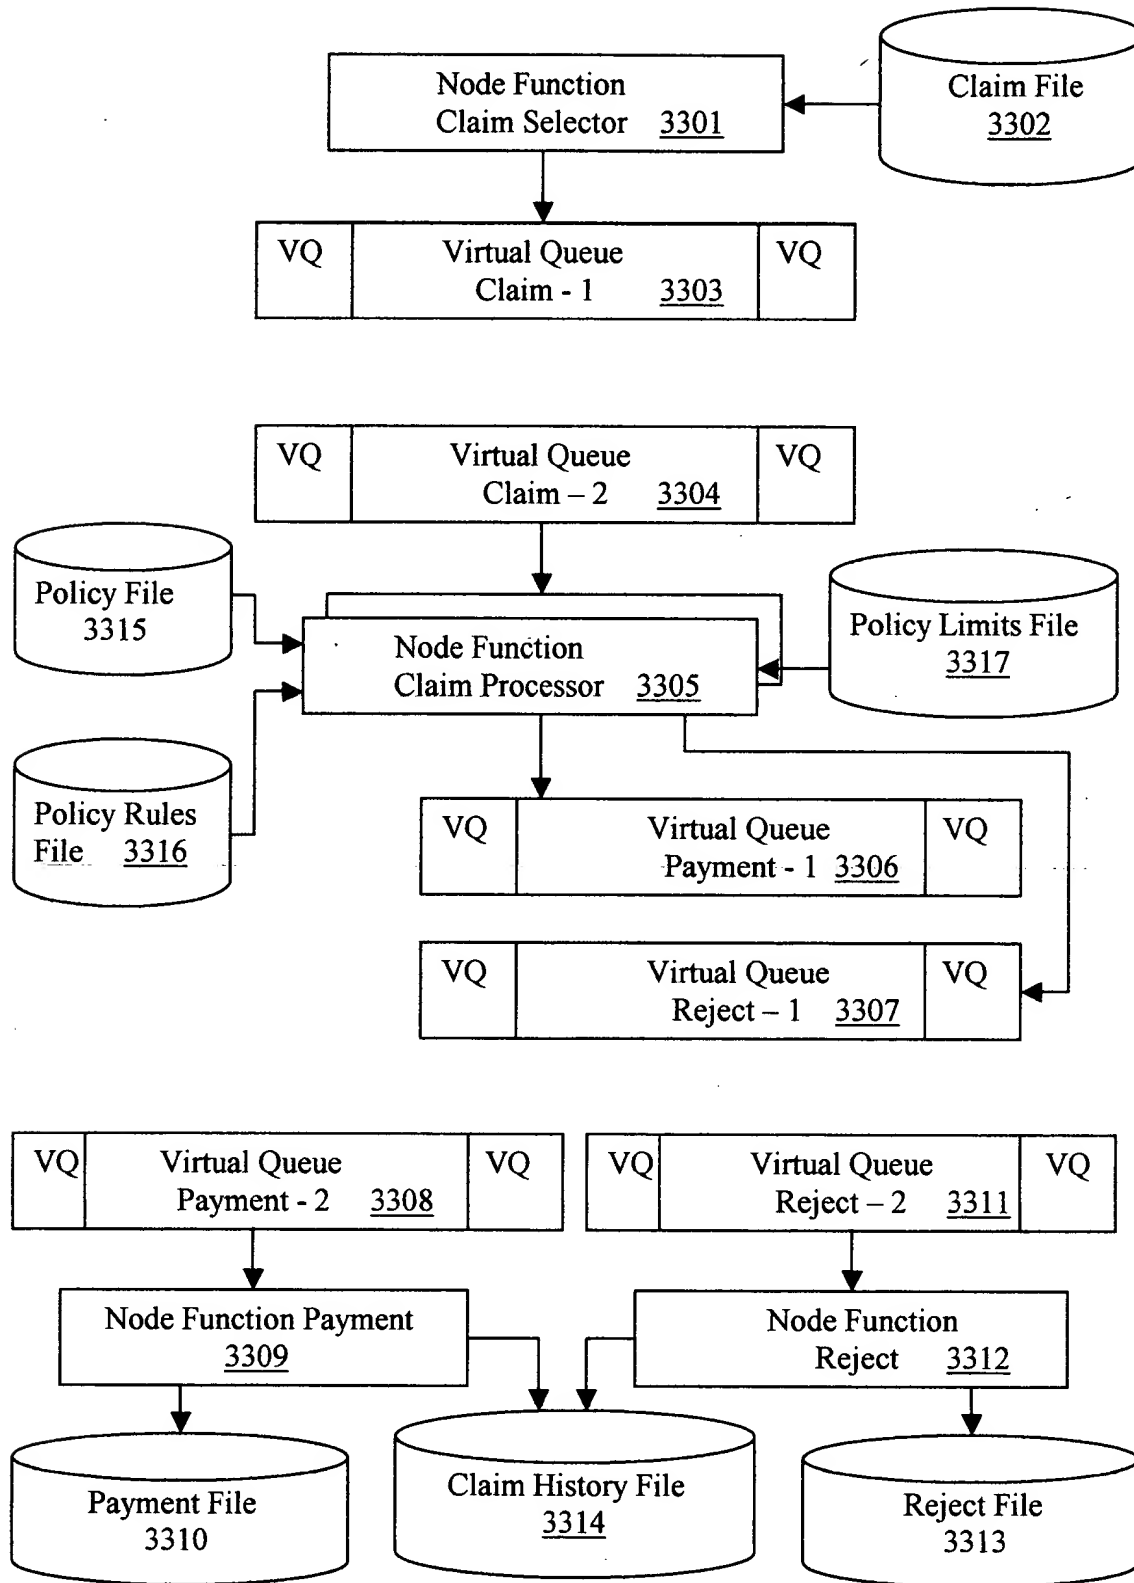 Node Function
Claim Selector 3301
Claim File
3302
VQ
Virtual Queue
Claim - 1 3303
VQ
VQ
Virtual Queue
Claim – 2 3304
VQ
Policy File
3315
Node Function
Claim Processor 3305
Policy Limits File
3317
Policy Rules
File 3316
VQ
Virtual Queue
Payment - 1 3306
VQ
VQ
Virtual Queue
Reject – 1 3307
VQ
VQ
Virtual Queue
Payment - 2 3308
VQ
VQ
Virtual Queue
Reject – 2 3311
VQ
Node Function Payment
3309
Node Function
Reject 3312
Payment File
3310
Claim History File
3314
Reject File
3313